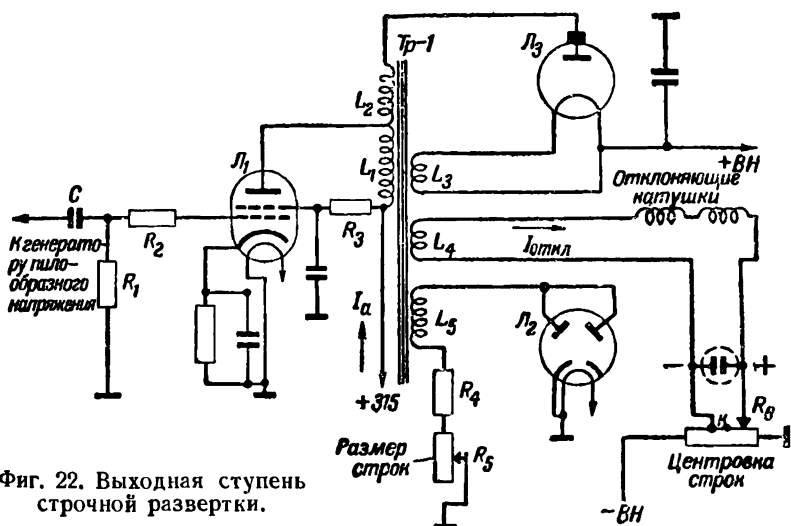 Тр-1
Л₃
L₂
Л₁
L₁
L₃
+ВН
Отклоняющие
катушки
C
R₂
R₃
L₄
Iоткл
К генерато-
ру пило-
образного
напряжения
R₁
Iа
L₅
Л₂
- +
+315
R₄
R₆
К
Размер
строк
R₅
Центровка
строк
~ВН
Фиг. 22. Выходная ступень
строчной развертки.